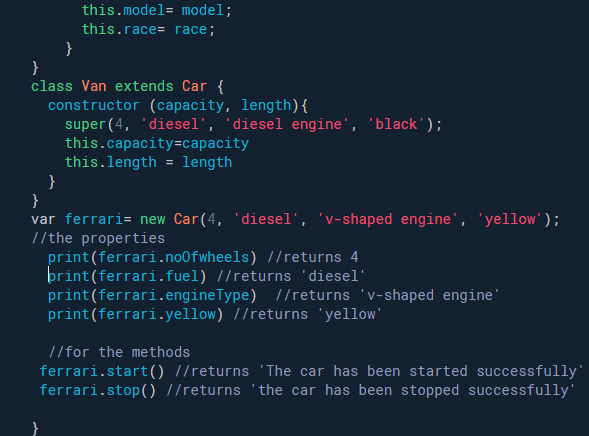 this.model= model;
this.race= race;
}
}
class Van extends Car {
constructor (capacity, length){
super(4, 'diesel', 'diesel engine', 'black');
this.capacity=capacity
this.length = length
}
}
var ferrari= new Car(4, 'diesel', 'v-shaped engine', 'yellow');
//the properties
print(ferrari.noOfwheels) //returns 4
print(ferrari.fuel) //returns 'diesel'
print(ferrari.engineType)  //returns 'v-shaped engine'
print(ferrari.yellow) //returns 'yellow'
//for the methods
ferrari.start() //returns 'The car has been started successfully'
ferrari.stop() //returns 'the car has been stopped successfully'
}